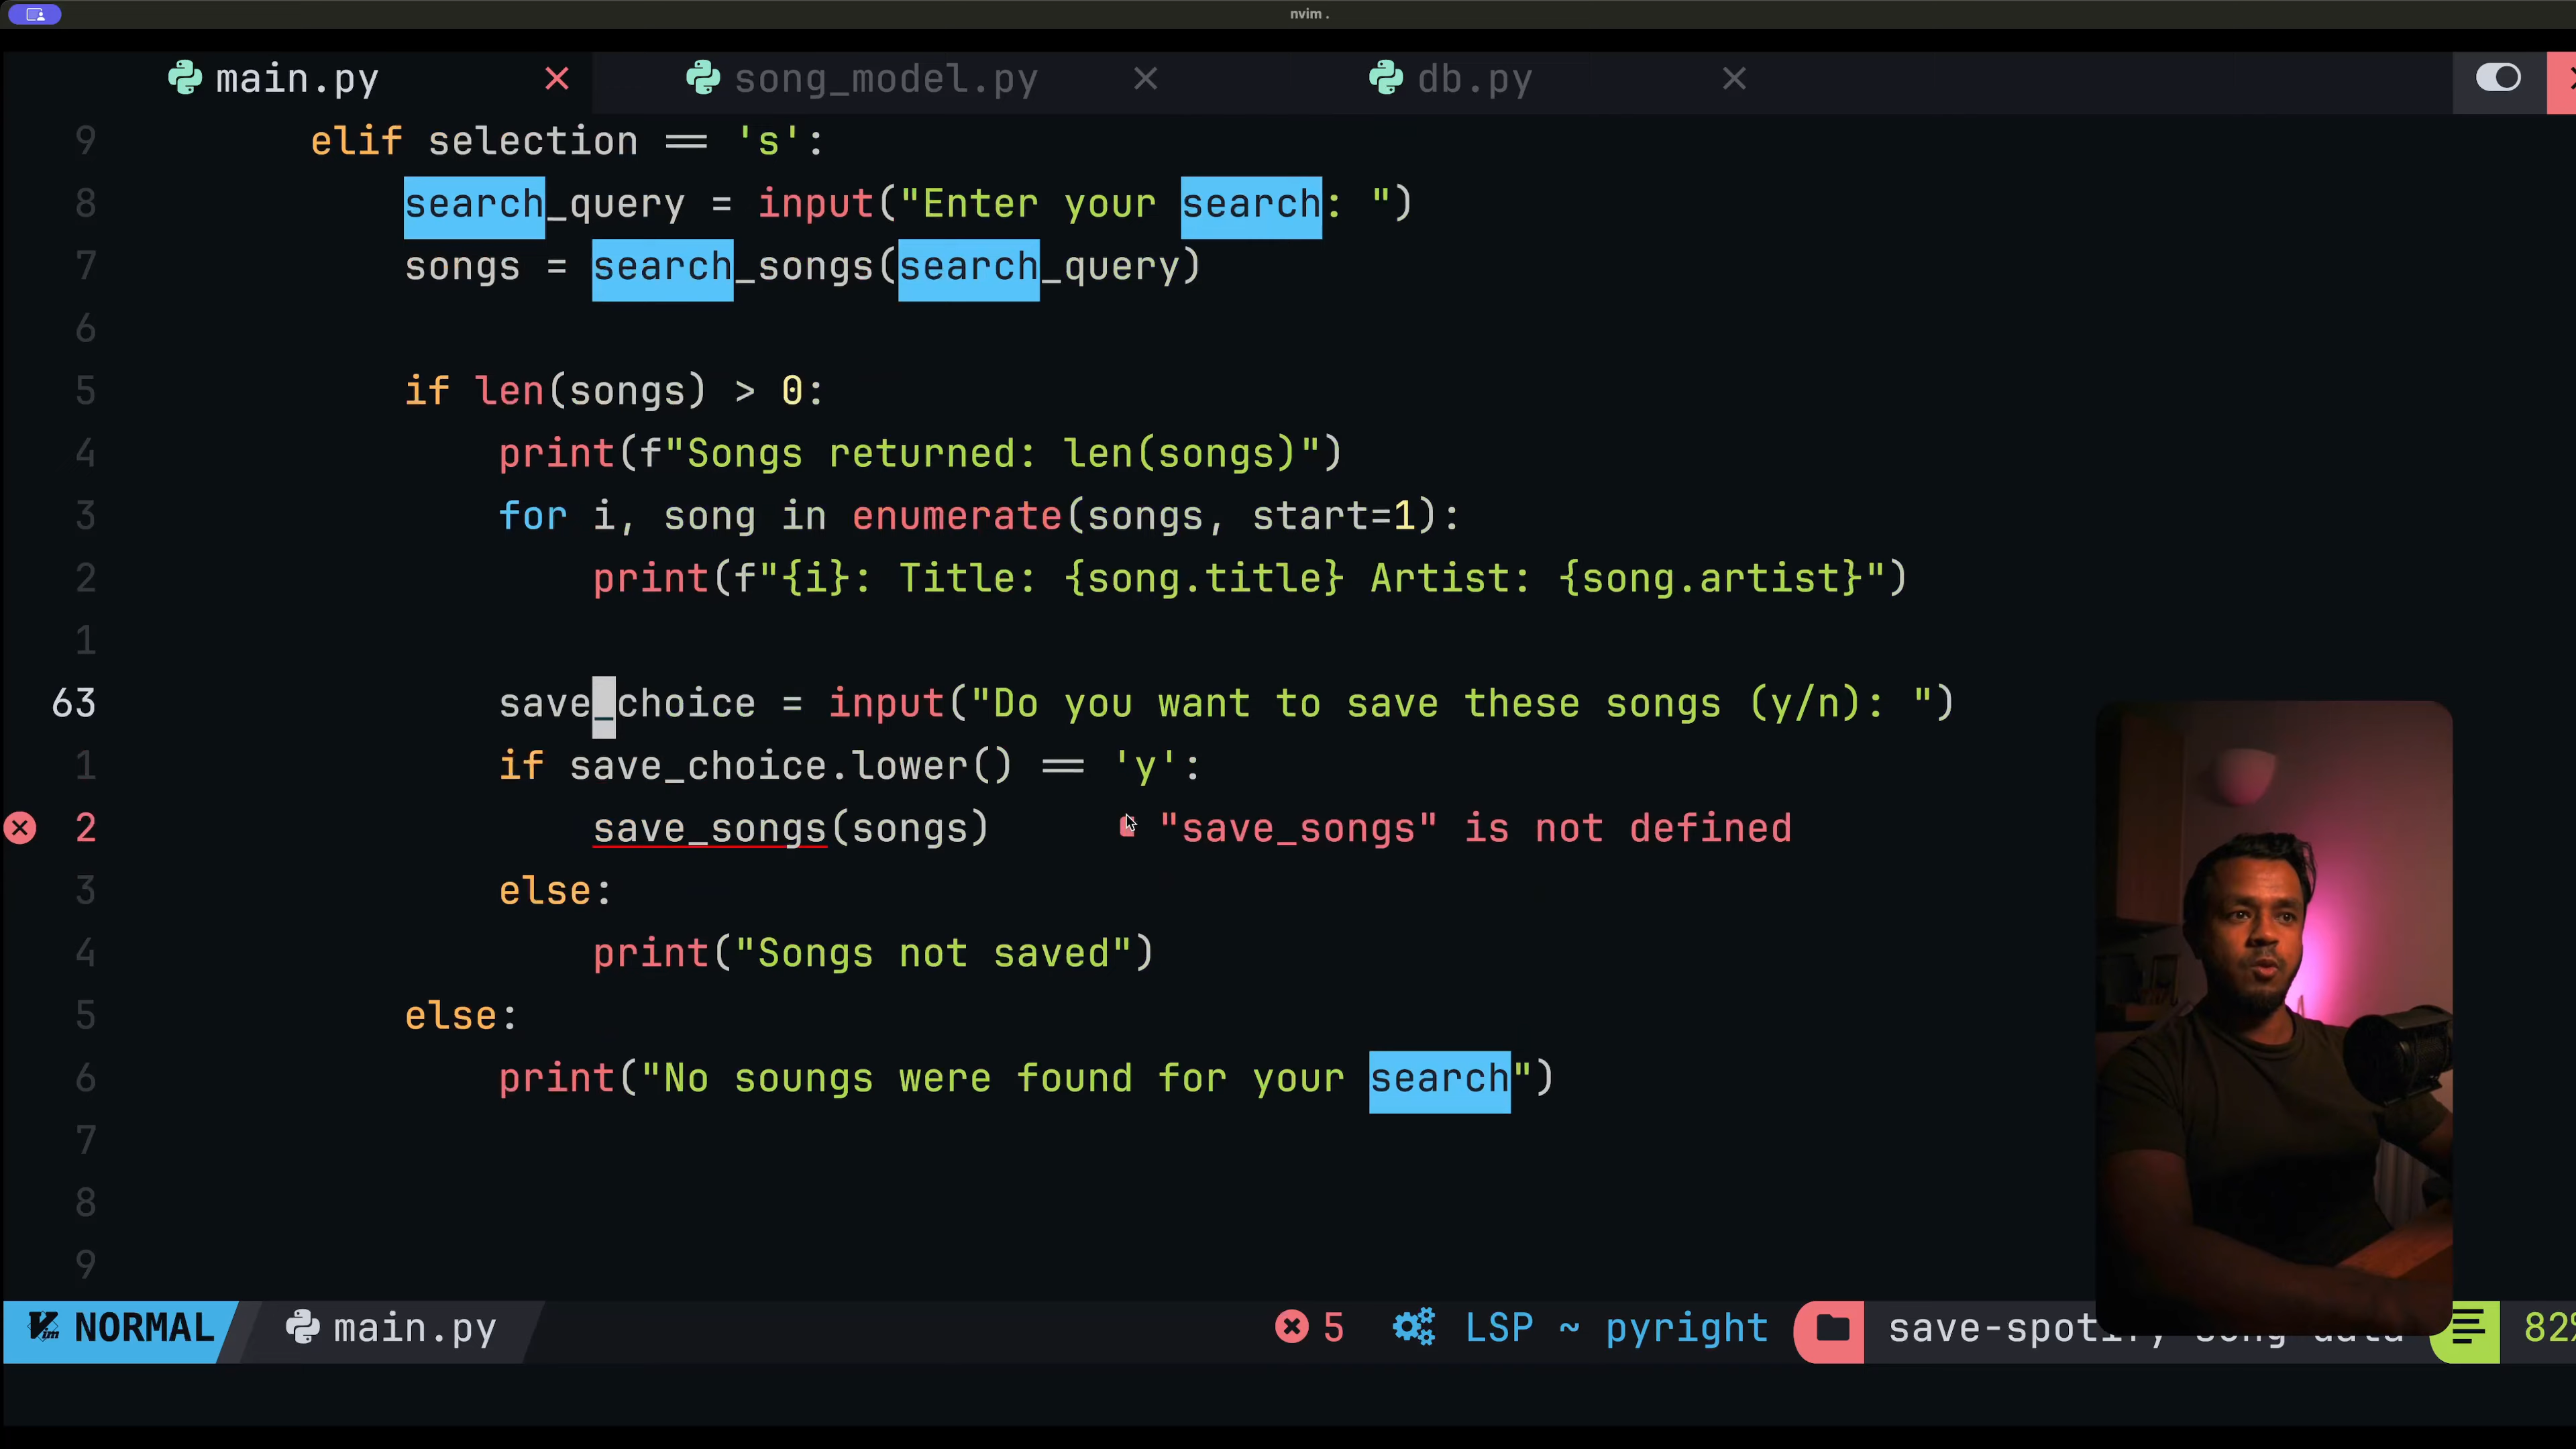 nvim .
main.py song_model.py db.py
9 elif selection == 's':
8 search_query = input("Enter your search: ")
7 songs = search_songs(search_query)
6
5 if len(songs) > 0:
4 print(f"Songs returned: len(songs)")
3 for i, song in enumerate(songs, start=1):
2 print(f"{i}: Title: {song.title} Artist: {song.artist}")
1
63 save_choice = input("Do you want to save these songs (y/n): ")
1 if save_choice.lower() == 'y':
2 save_songs(songs) "save_songs" is not defined
3 else:
4 print("Songs not saved")
5 else:
6 print("No soungs were found for your search")
7
8
9
NORMAL main.py 5 LSP ~ pyright save-spotify song data 82%